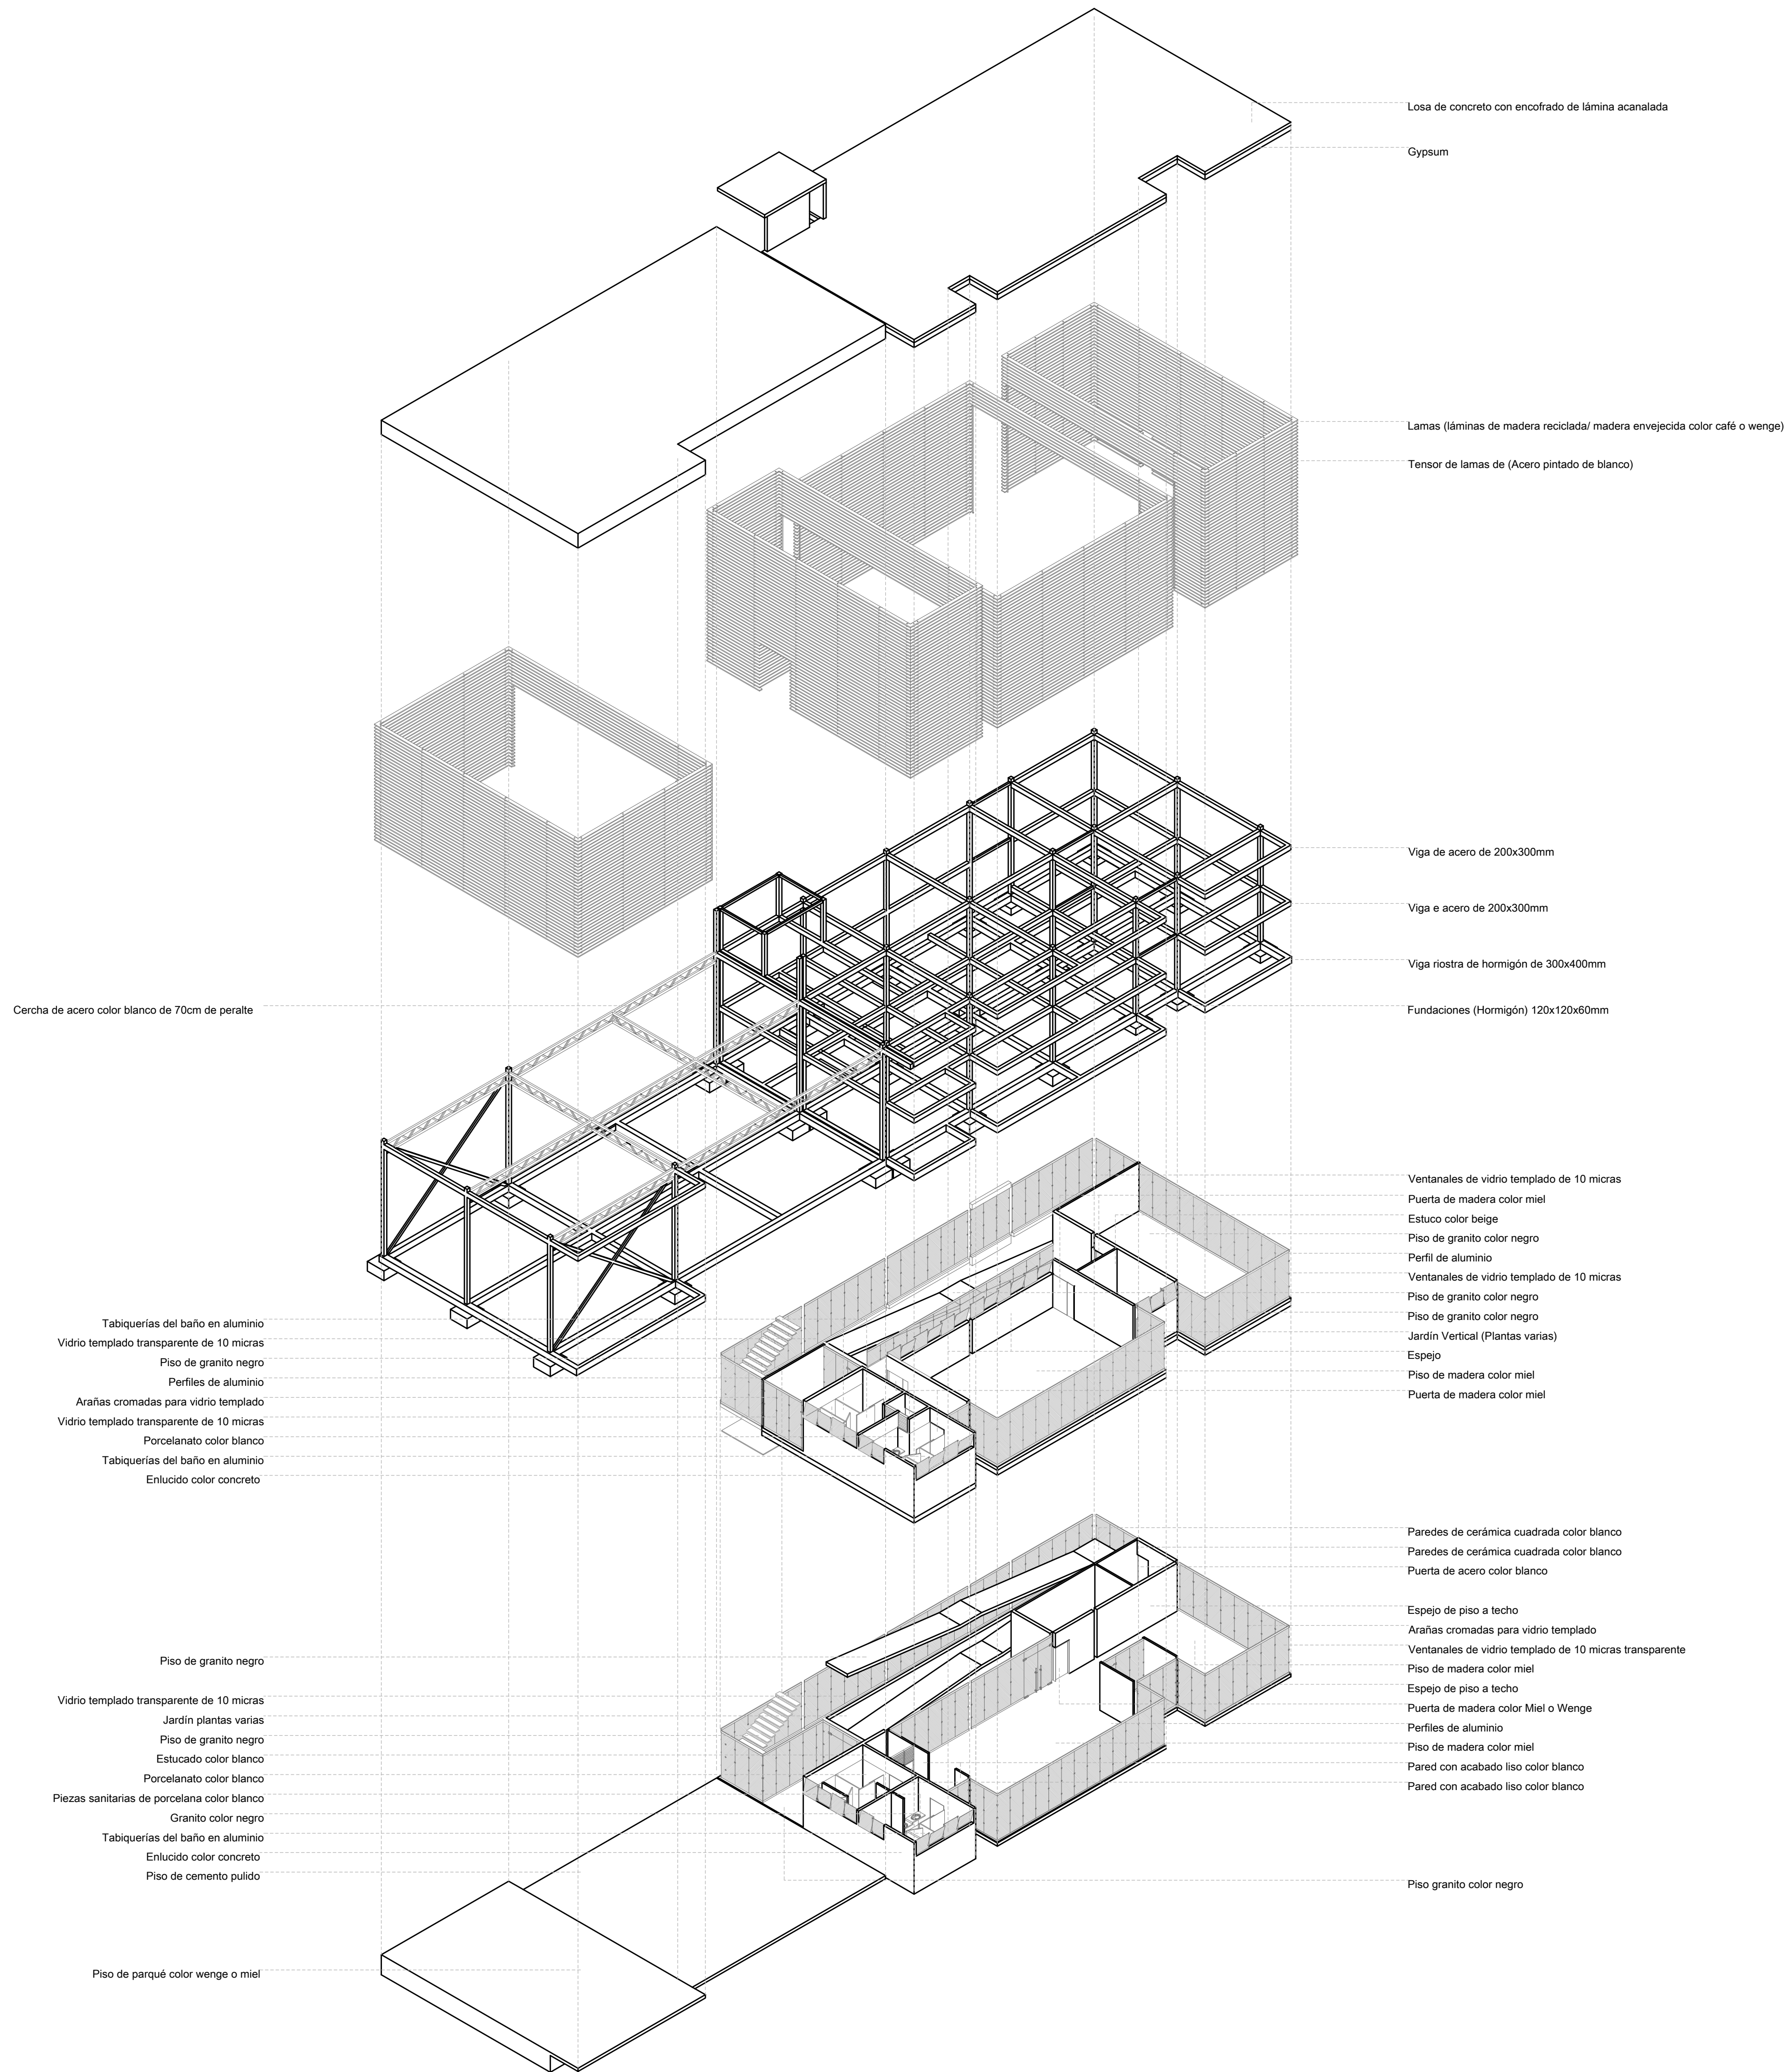 Losa de concreto con encofrado de lámina acanalada
Gypsum
Lamas (láminas de madera reciclada/ madera envejecida color café o wenge)
Tensor de lamas de (Acero pintado de blanco)
Viga de acero de 200x300mm
Viga e acero de 200x300mm
Viga riostra de hormigón de 300x400mm
Fundaciones (Hormigón) 120x120x60mm
Cercha de acero color blanco de 70cm de peralte
Ventanales de vidrio templado de 10 micras
Puerta de madera color miel
Estuco color beige
Piso de granito color negro
Perfil de aluminio
Ventanales de vidrio templado de 10 micras
Piso de granito color negro
Piso de granito color negro
Jardín Vertical (Plantas varias)
Espejo
Piso de madera color miel
Puerta de madera color miel
Tabiquerías del baño en aluminio
Vidrio templado transparente de 10 micras
Piso de granito negro
Perfiles de aluminio
Arañas cromadas para vidrio templado
Vidrio templado transparente de 10 micras
Porcelanato color blanco
Tabiquerías del baño en aluminio
Enlucido color concreto
Paredes de cerámica cuadrada color blanco
Paredes de cerámica cuadrada color blanco
Puerta de acero color blanco
Espejo de piso a techo
Arañas cromadas para vidrio templado
Ventanales de vidrio templado de 10 micras transparente
Piso de madera color miel
Espejo de piso a techo
Puerta de madera color Miel o Wenge
Perfiles de aluminio
Piso de madera color miel
Pared con acabado liso color blanco
Pared con acabado liso color blanco
Piso granito color negro
Piso de granito negro
Vidrio templado transparente de 10 micras
Jardín plantas varias
Piso de granito negro
Estucado color blanco
Porcelanato color blanco
Piezas sanitarias de porcelana color blanco
Granito color negro
Tabiquerías del baño en aluminio
Enlucido color concreto
Piso de cemento pulido
Piso de parqué color wenge o miel